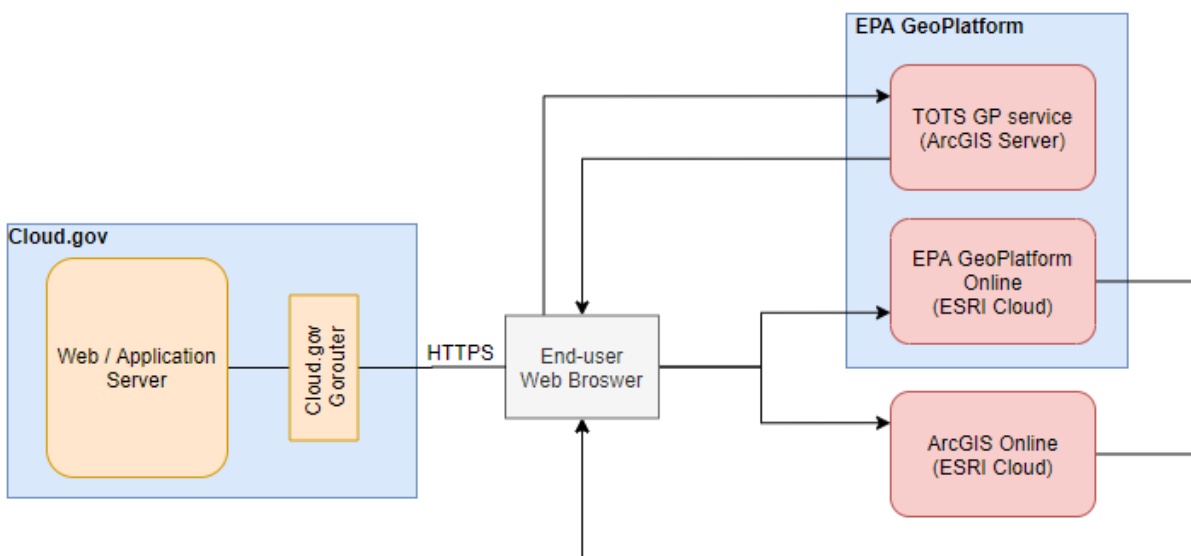 EPA GeoPlatform
TOTS GP service
(ArcGIS Server)
Cloud.gov
EPA GeoPlatform
Online
(ESRI Cloud)
Web / Application
Server
Cloud.gov
Gorouter
HTTPS
End-user
Web Broswer
ArcGIS Online
(ESRI Cloud)